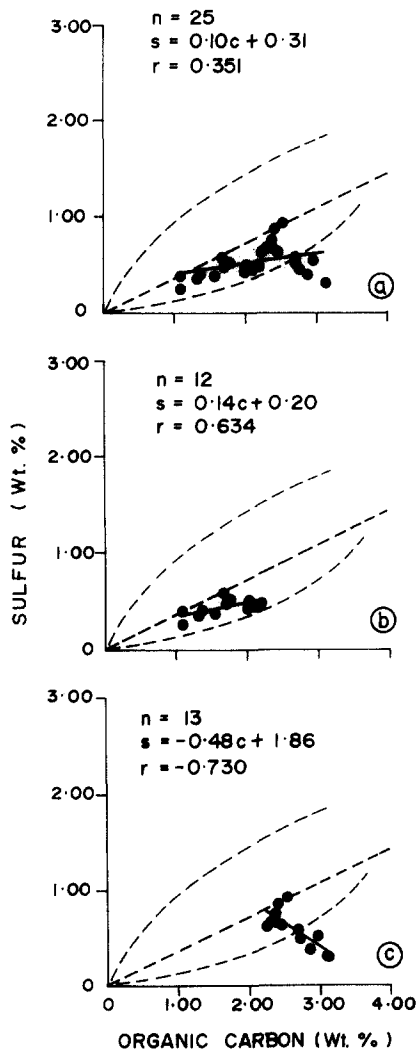 n = 25
s = 0·10c + 0·31
r = 0·351
3·00
2·00
1·00
0
a
n = 12
s = 0·14c + 0·20
r = 0·634
3·00
2·00
1·00
0
b
SULFUR (Wt. %)
n = 13
s = -0·48c + 1·86
r = -0·730
3·00
2·00
1·00
0
c
0 1·00 2·00 3·00 4·00
ORGANIC CARBON (Wt. %)